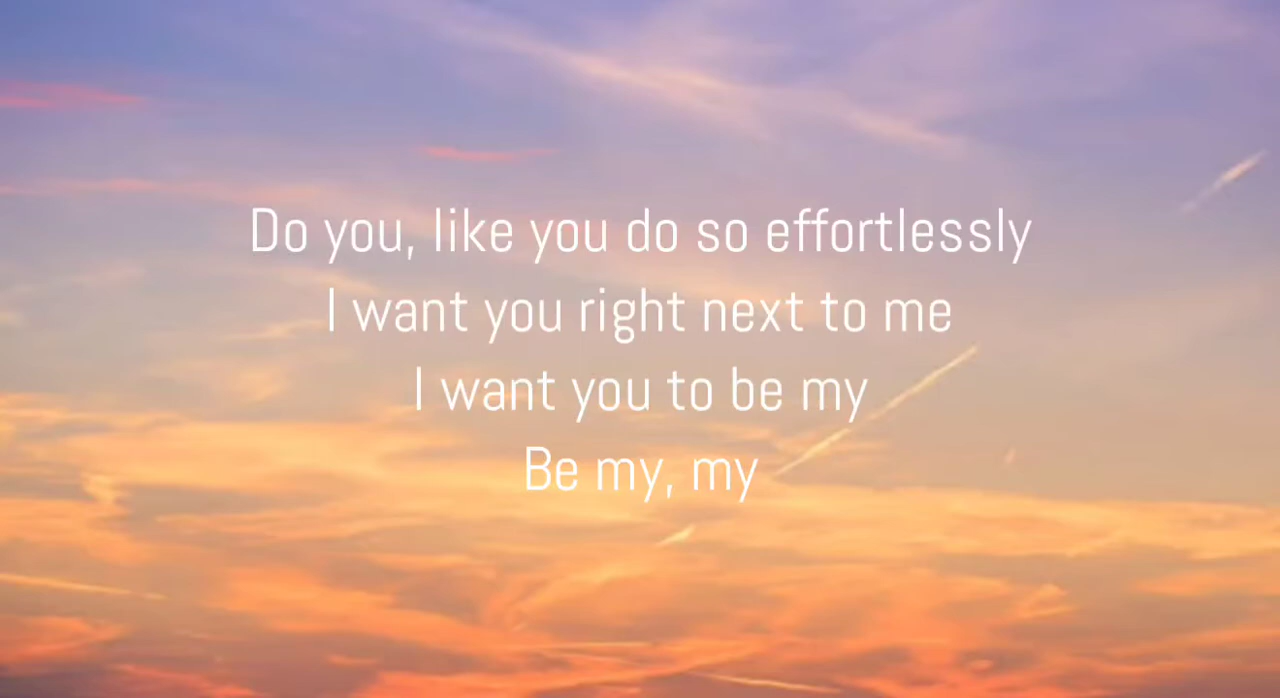 Do you, like you do so effortlessly
I want you right next to me
I want you to be my
Be my, my